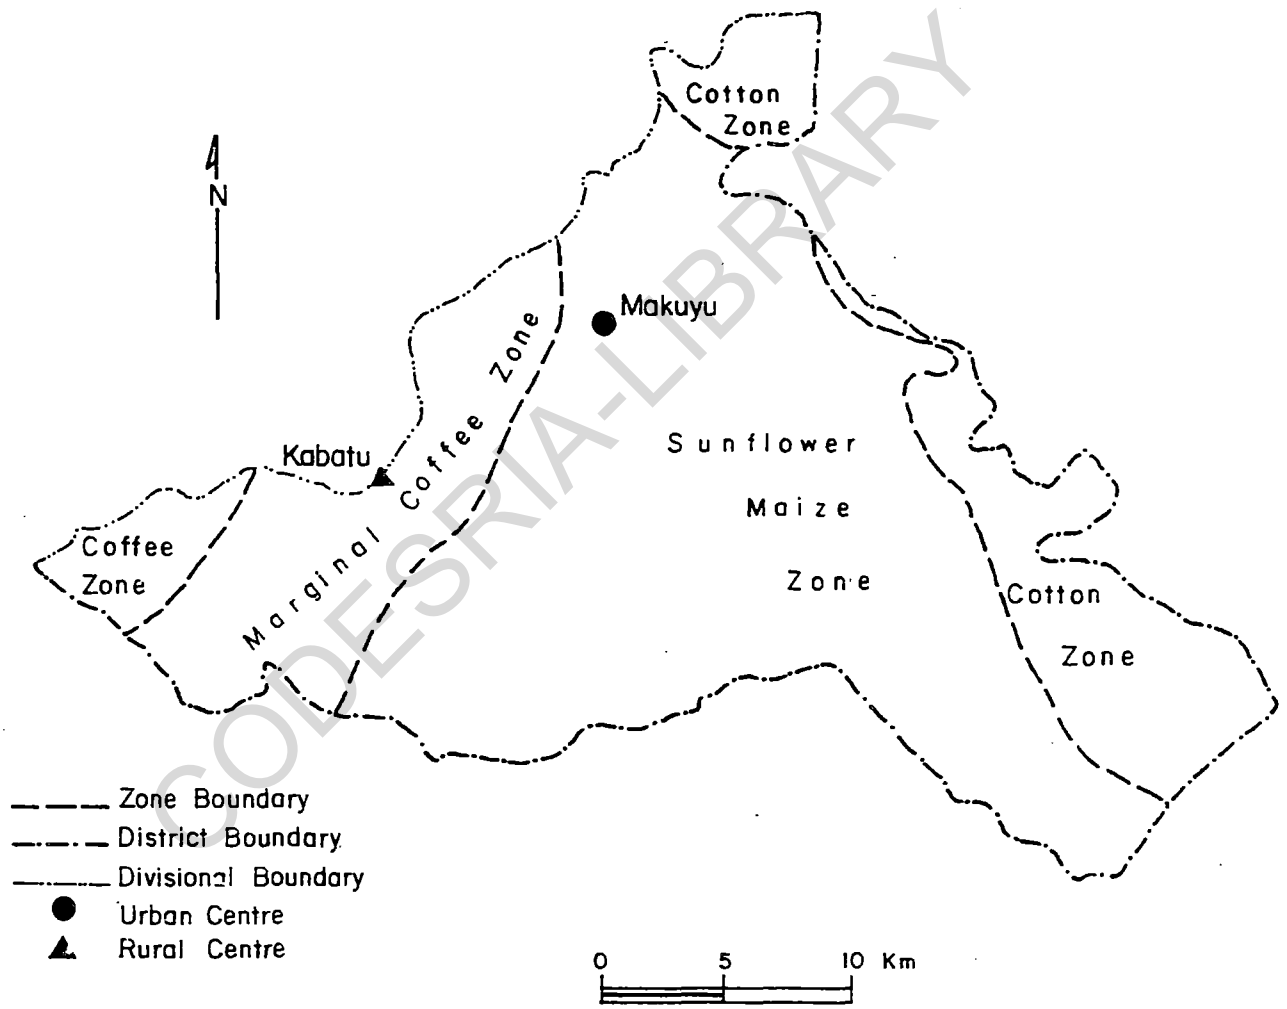 Cotton
Zone
N
Makuyu
Marginal Coffee Zone
Kabatu
Sunflower
Maize
Zone
Coffee
Zone
Cotton
Zone
Zone Boundary
District Boundary
Divisional Boundary
Urban Centre
Rural Centre
0 5 10 Km
CODESRIA-LIBRARY